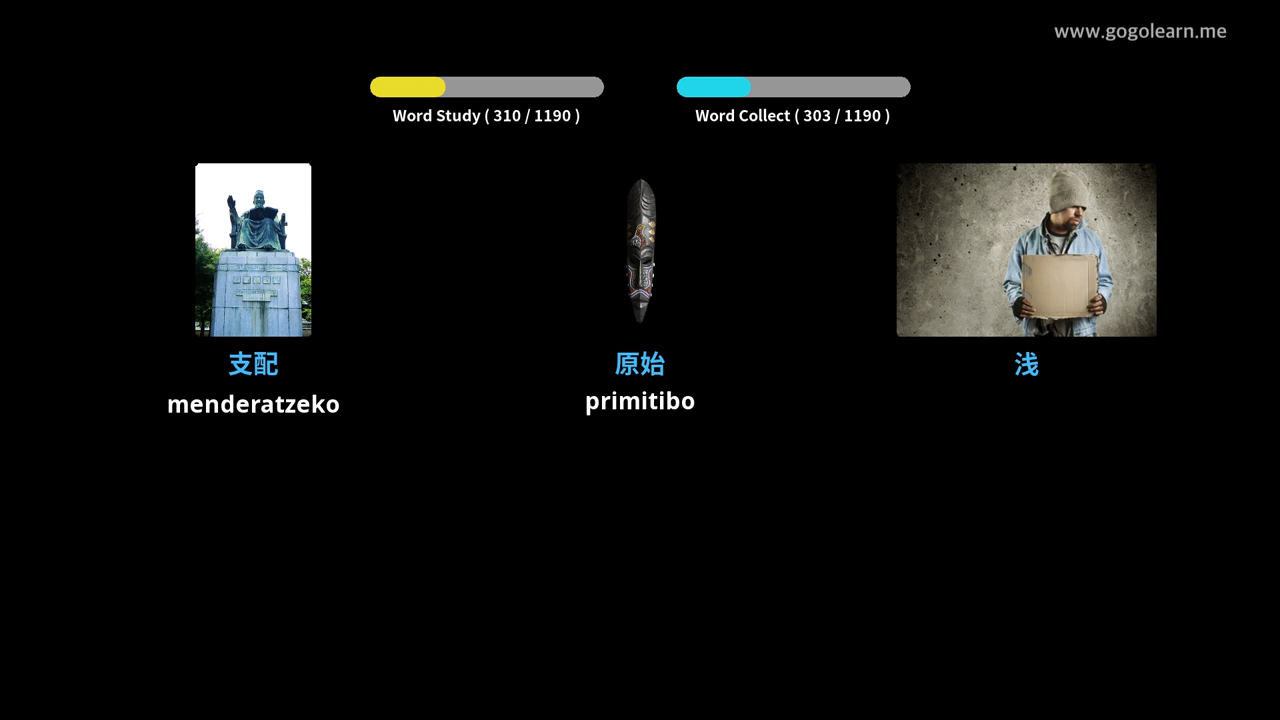 www.gogolearn.me
Word Study ( 310 / 1190 )
Word Collect ( 303 / 1190 )
支配
原始
浅
menderatzeko
primitibo